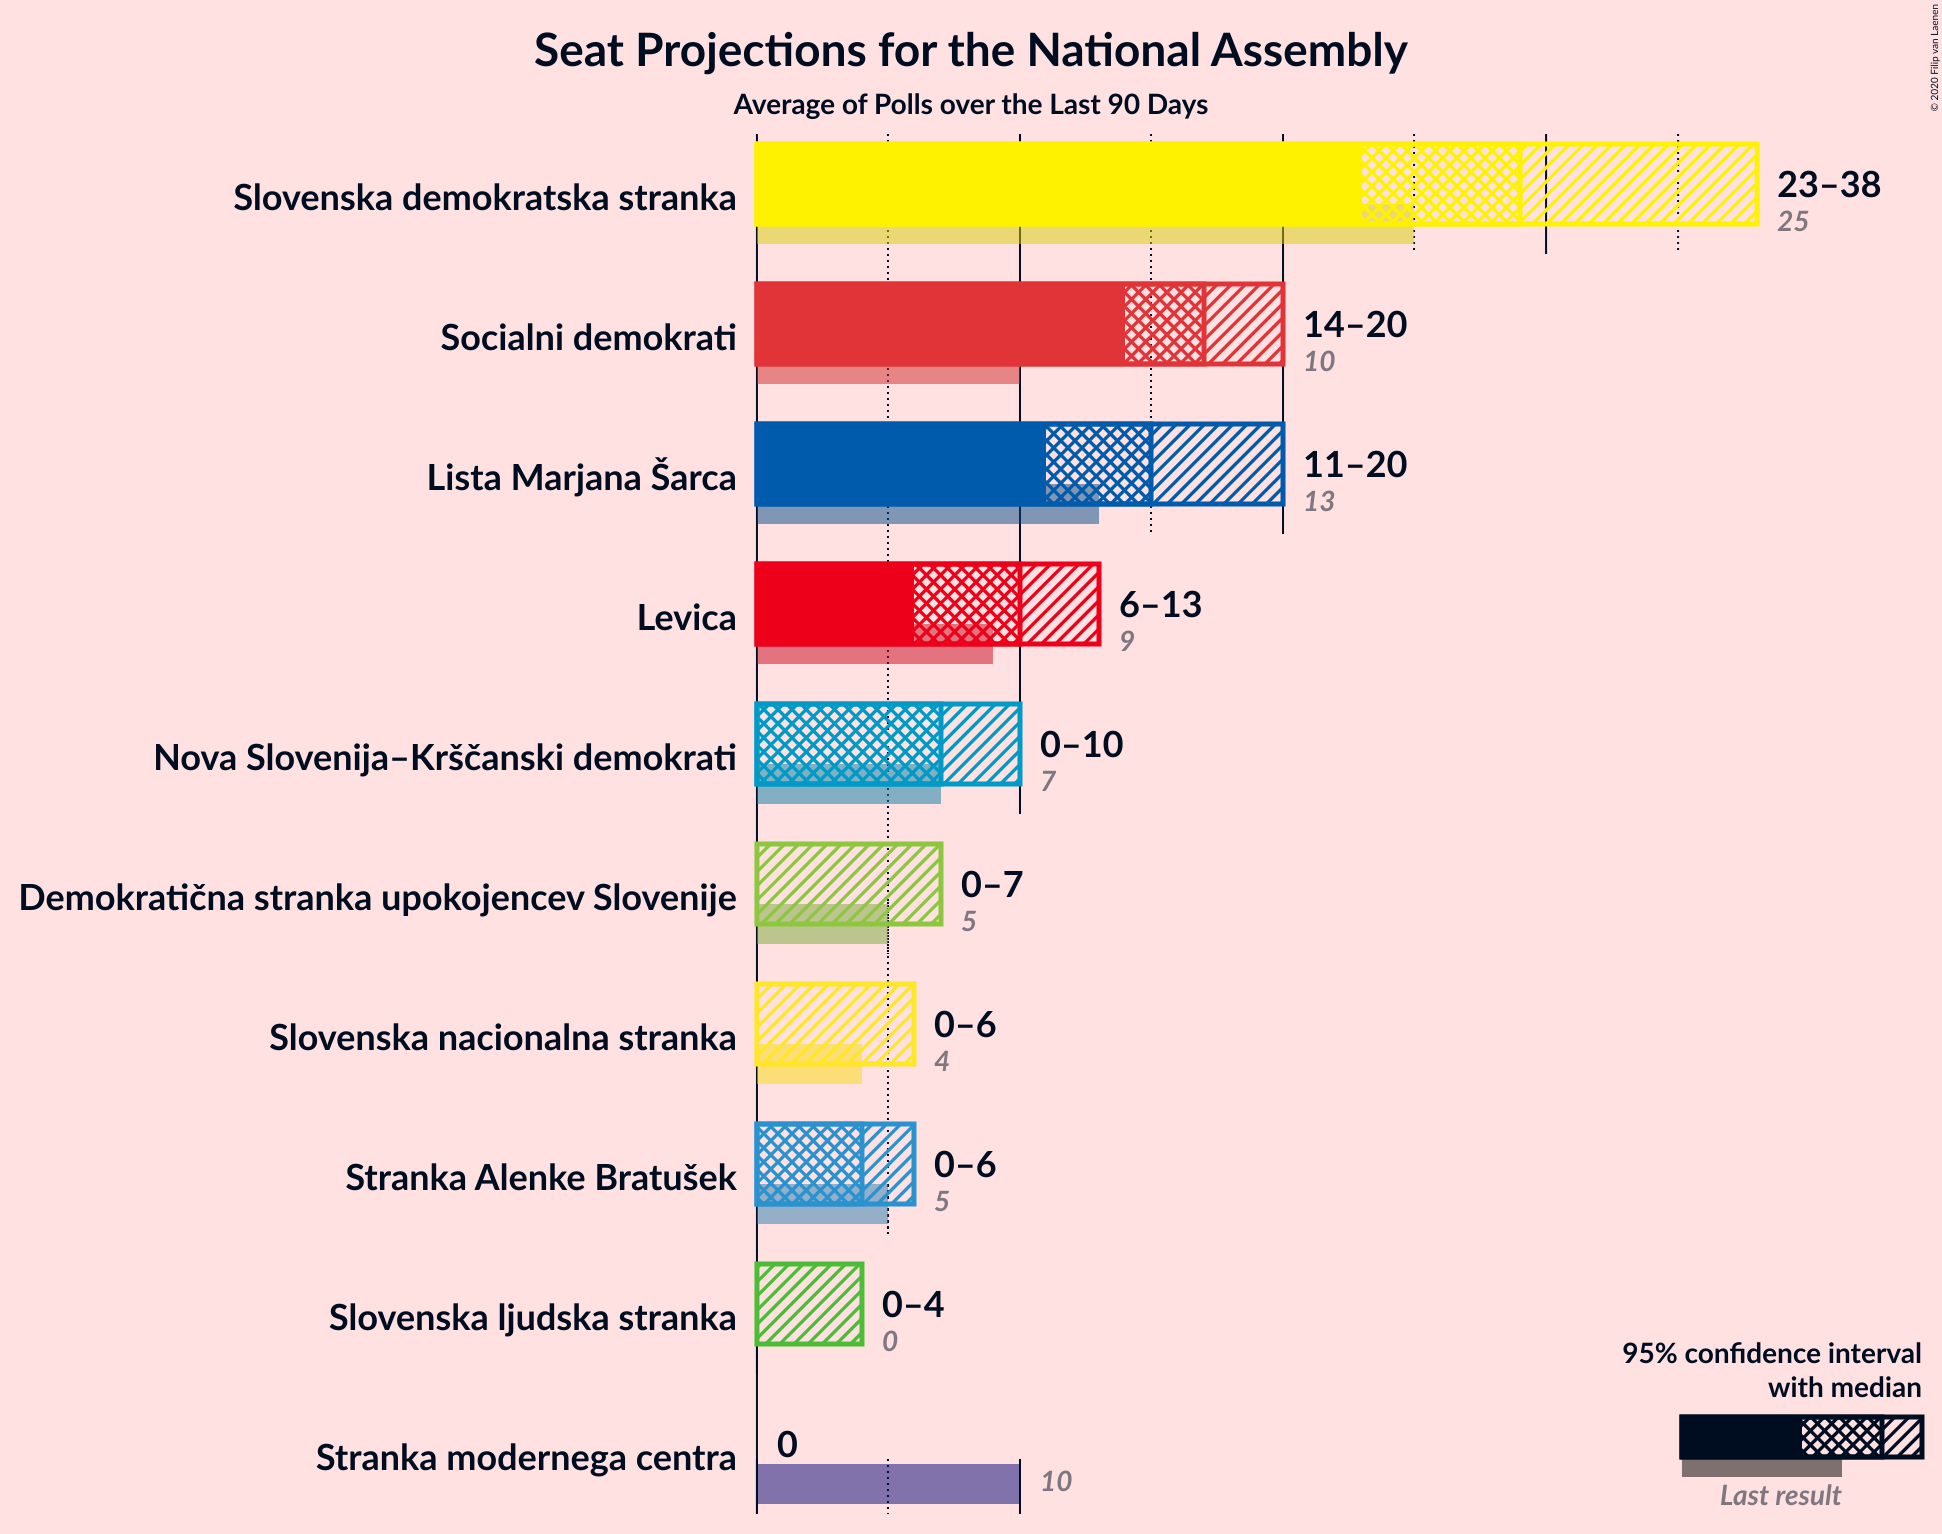 © 2020 Filip van Laenen
Seat Projections for the National Assembly
Average of Polls over the Last 90 Days
Slovenska demokratska stranka
23–38
25
Socialni demokrati
14–20
10
Lista Marjana Šarca
11–20
13
Levica
6–13
9
Nova Slovenija–Krščanski demokrati
0–10
7
Demokratična stranka upokojencev Slovenije
0–7
5
Slovenska nacionalna stranka
0–6
4
Stranka Alenke Bratušek
0–6
5
Slovenska ljudska stranka
0–4
0
Stranka modernega centra
0
10
95% confidence interval
with median
Last result